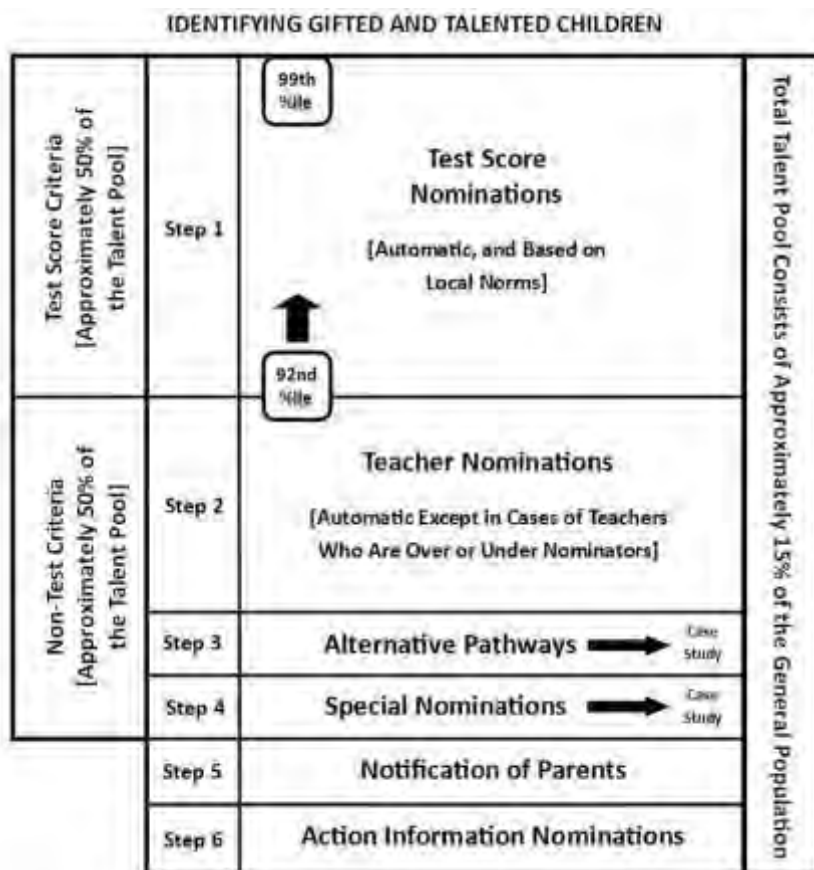 IDENTIFYING GIFTED AND TALENTED CHILDREN
Test Score Criteria
[Approximately 50% of
the Talent Pool]
Step 1
99th
%ile
Test Score
Nominations
[Automatic, and Based on
Local Norms]
92nd
%ile
Non-Test Criteria
[Approximately 50% of
the Talent Pool]
Step 2
Teacher Nominations
[Automatic Except in Cases of Teachers
Who Are Over or Under Nominators]
Step 3
Alternative Pathways
Case
Study
Step 4
Special Nominations
Case
Study
Step 5
Notification of Parents
Step 6
Action Information Nominations
Total Talent Pool Consists of Approximately 15% of the General Population